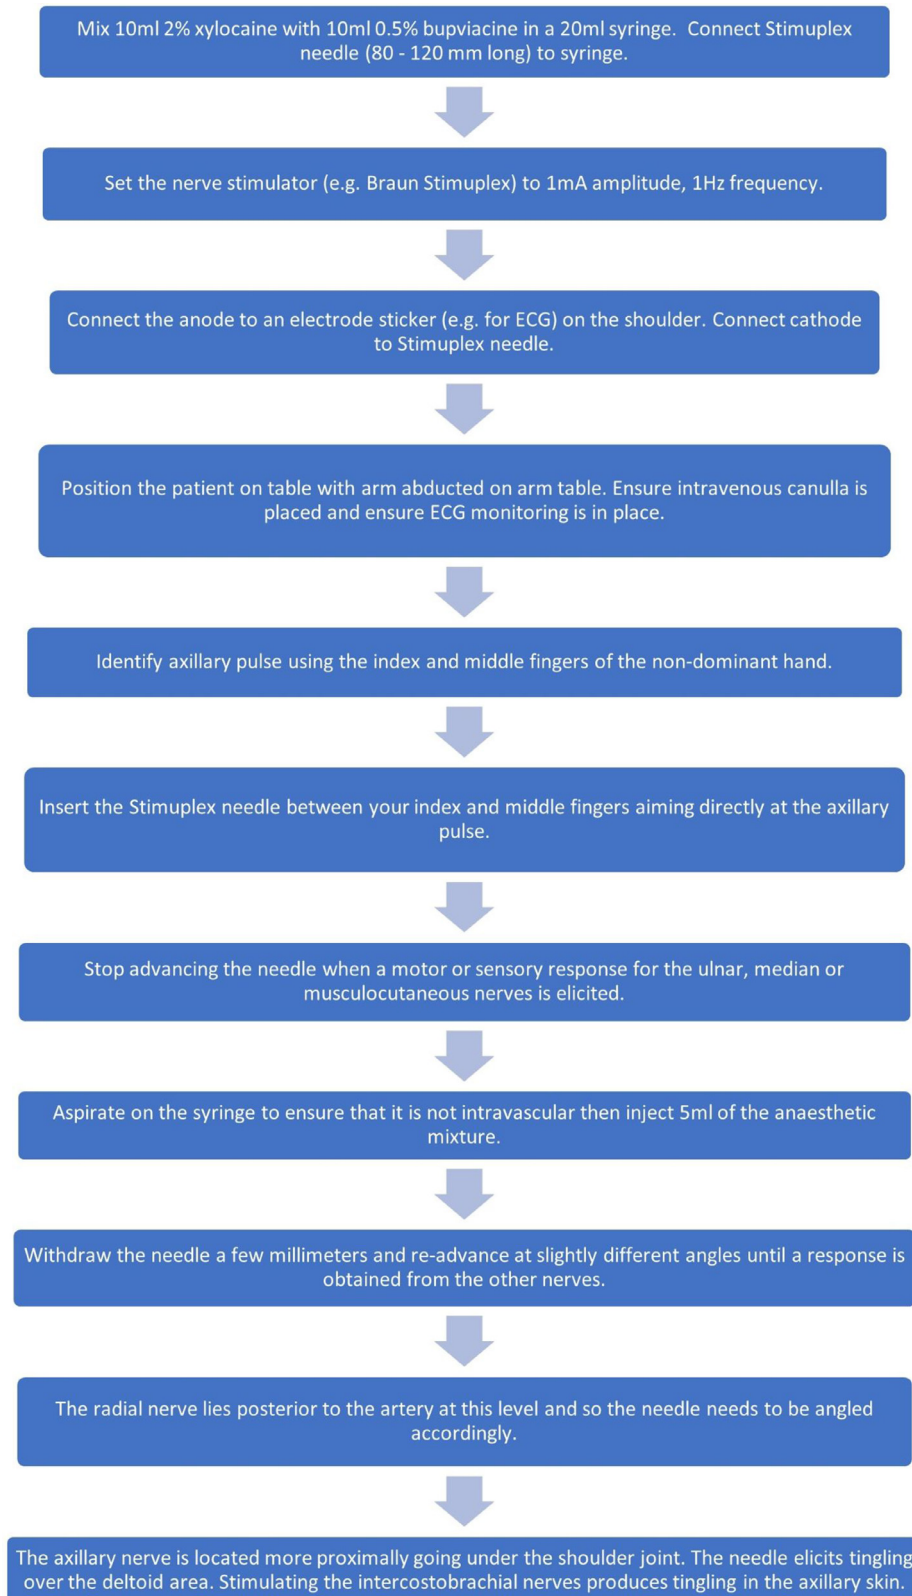 Mix 10ml 2% xylocaine with 10ml 0.5% bupviacine in a 20ml syringe. Connect Stimuplex
needle (80 - 120 mm long) to syringe.
Set the nerve stimulator (e.g. Braun Stimuplex) to 1mA amplitude, 1Hz frequency.
Connect the anode to an electrode sticker (e.g. for ECG) on the shoulder. Connect cathode
to Stimuplex needle.
Position the patient on table with arm abducted on arm table. Ensure intravenous canulla is
placed and ensure ECG monitoring is in place.
Identify axillary pulse using the index and middle fingers of the non-dominant hand.
Insert the Stimuplex needle between your index and middle fingers aiming directly at the axillary
pulse.
Stop advancing the needle when a motor or sensory response for the ulnar, median or
musculocutaneous nerves is elicited.
Aspirate on the syringe to ensure that it is not intravascular then inject 5ml of the anaesthetic
mixture.
Withdraw the needle a few millimeters and re-advance at slightly different angles until a response is
obtained from the other nerves.
The radial nerve lies posterior to the artery at this level and so the needle needs to be angled
accordingly.
The axillary nerve is located more proximally going under the shoulder joint. The needle elicits tingling
over the deltoid area. Stimulating the intercostobrachial nerves produces tingling in the axillary skin.